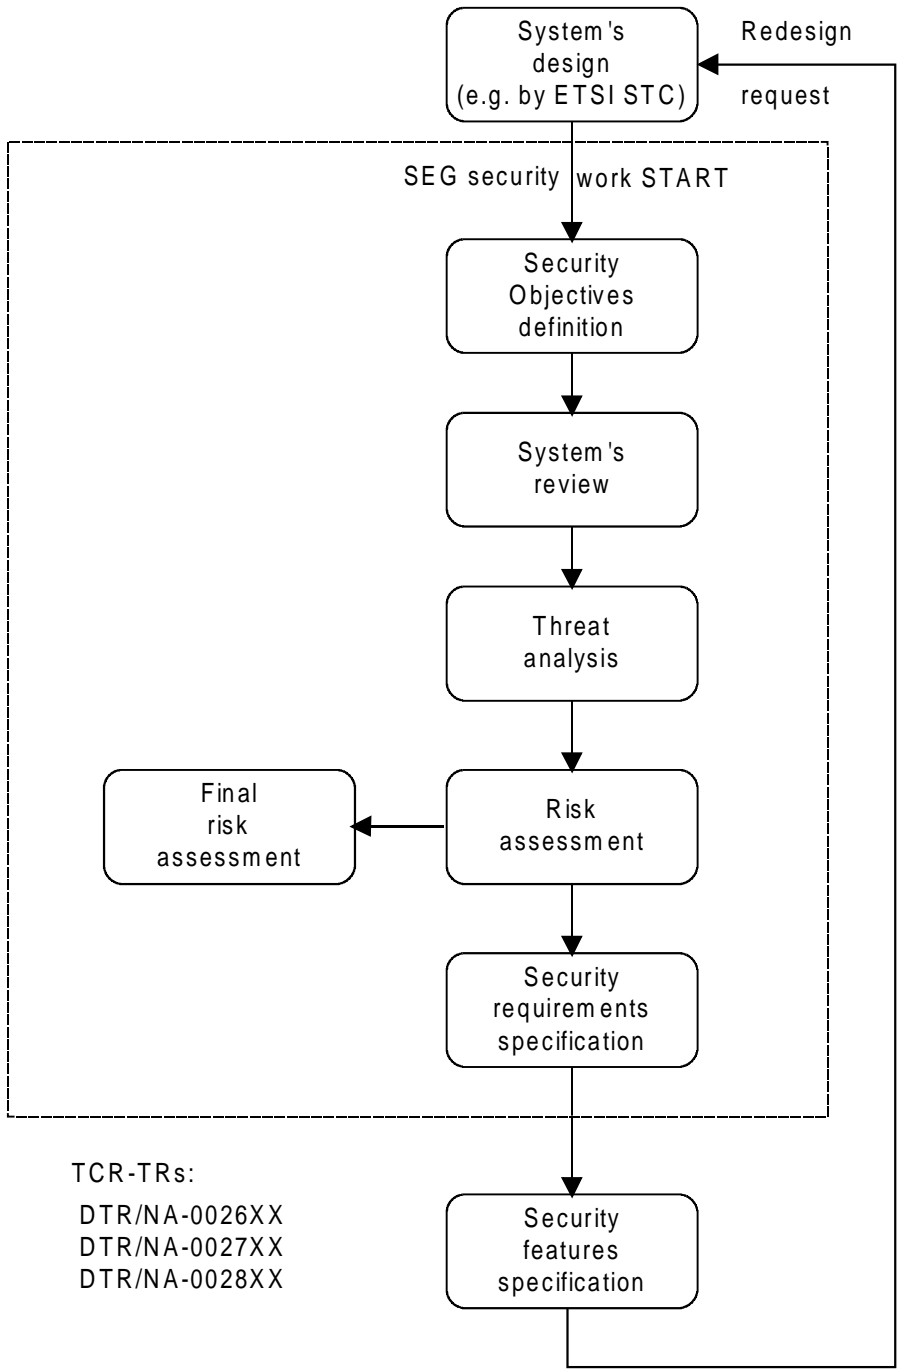 System's
design
(e.g. by ETSI STC)
Redesign
request
SEG security work START
Security
Objectives
definition
System's
review
Threat
analysis
Final
risk
assessment
Risk
assessment
Security
requirements
specification
TCR-TRs:
DTR/NA-0026XX
DTR/NA-0027XX
DTR/NA-0028XX
Security
features
specification